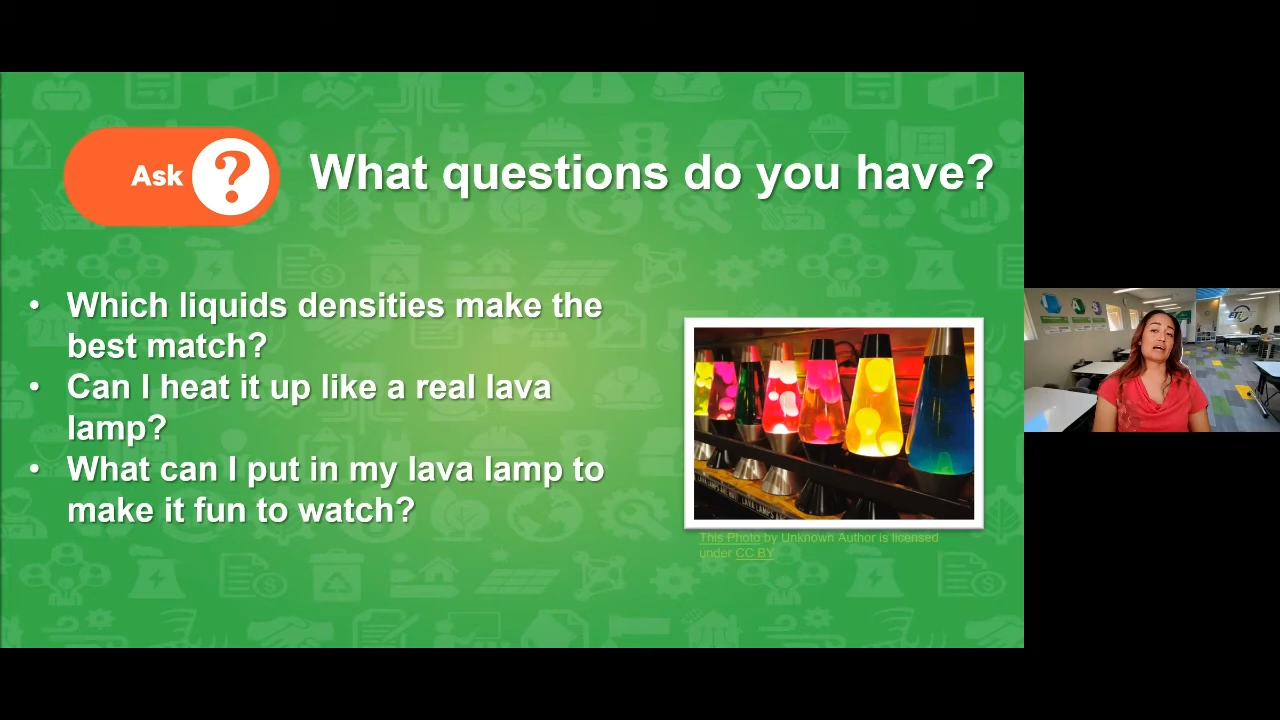 Ask ?
What questions do you have?
• Which liquids densities make the
best match?
• Can I heat it up like a real lava
lamp?
• What can I put in my lava lamp to
make it fun to watch?
This Photo by Unknown Author is licensed
under CC BY